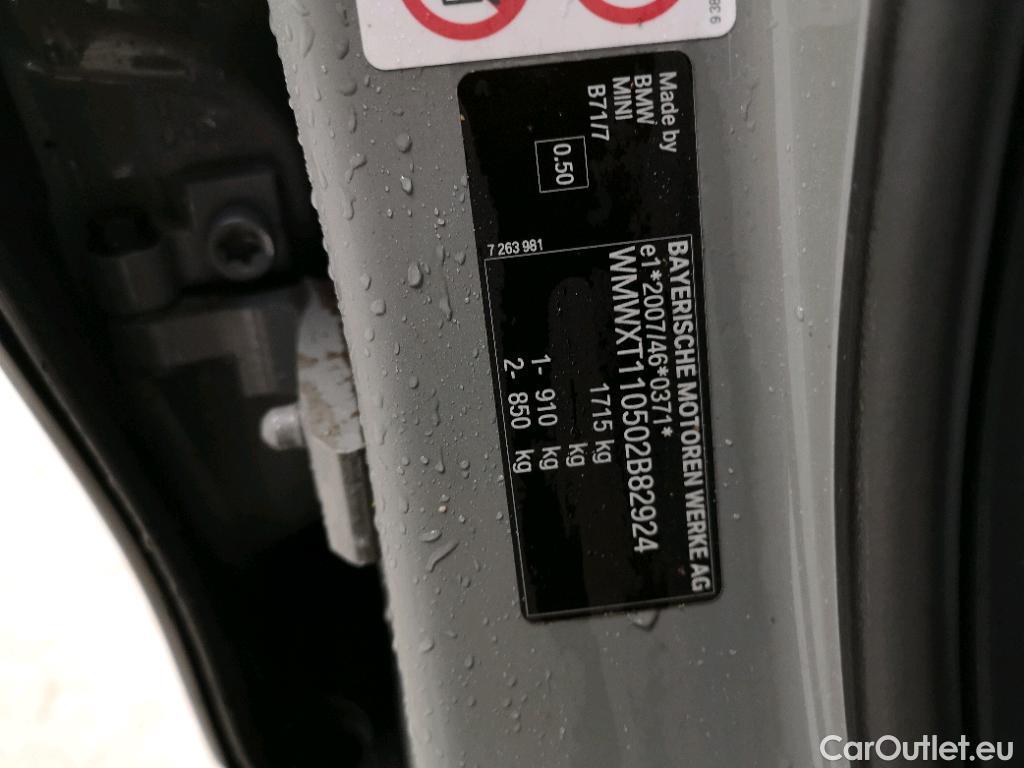 Made by
BMW
MINI
B71/7
0.50
7 263 981
BAYERISCHE MOTOREN WERKE AG
e1*2007/46*0371*
WMWXT110502B82924
1715 kg
kg
1- 910 kg
2- 850 kg
CarOutlet.eu